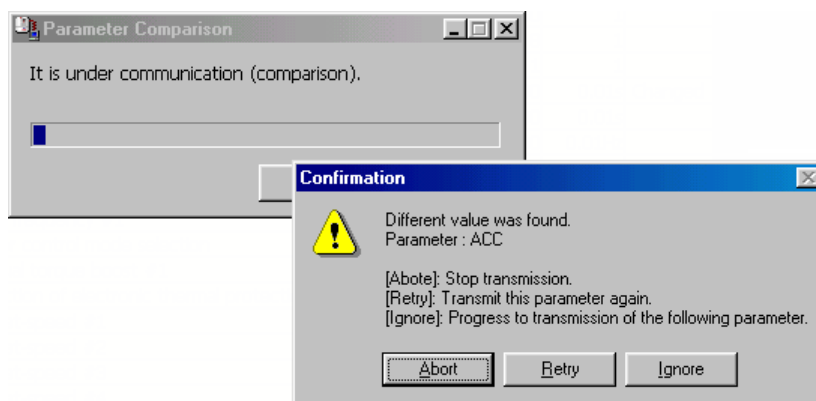 Parameter Comparison
It is under communication (comparison).
Confirmation
Different value was found.
Parameter : ACC
[Abote]: Stop transmission.
[Retry]: Transmit this parameter again.
[Ignore]: Progress to transmission of the following parameter.
Abort Retry Ignore